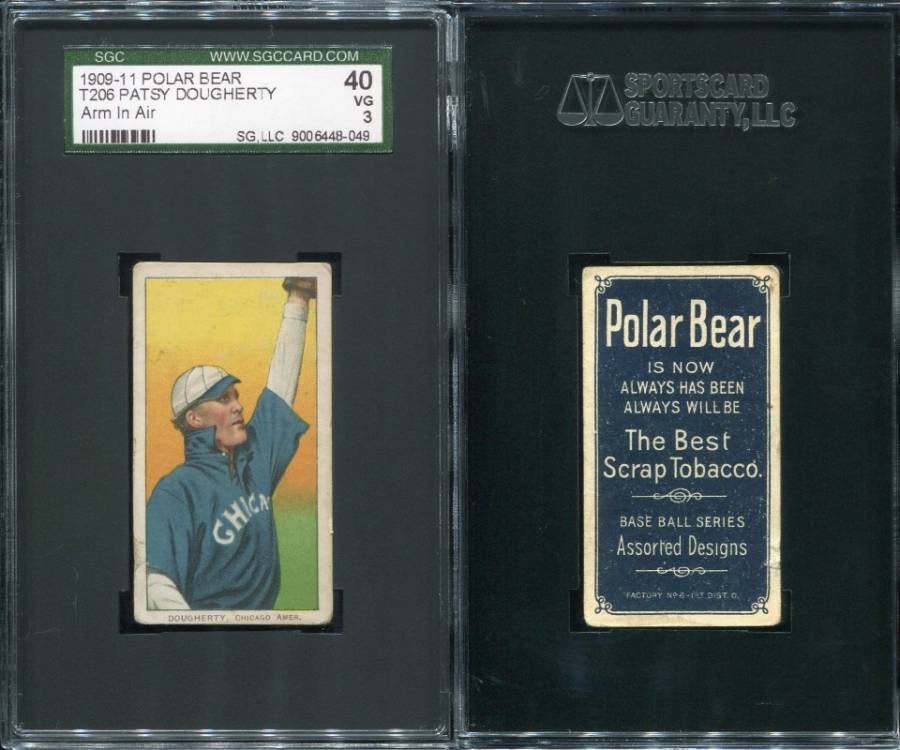 SGC WWW.SGCCARD.COM
1909-11 POLAR BEAR 40
T206 PATSY DOUGHERTY VG
Arm In Air 3
SG,LLC 9006448-049
CHICA
DOUGHERTY, CHICAGO AMER.
SPORTSCARD
GUARANTY, LLC
Polar Bear
IS NOW
ALWAYS HAS BEEN
ALWAYS WILL BE
The Best
Scrap Tobacco.
BASE BALL SERIES
Assorted Designs
FACTORY Nº 6-1ST DIST. O.